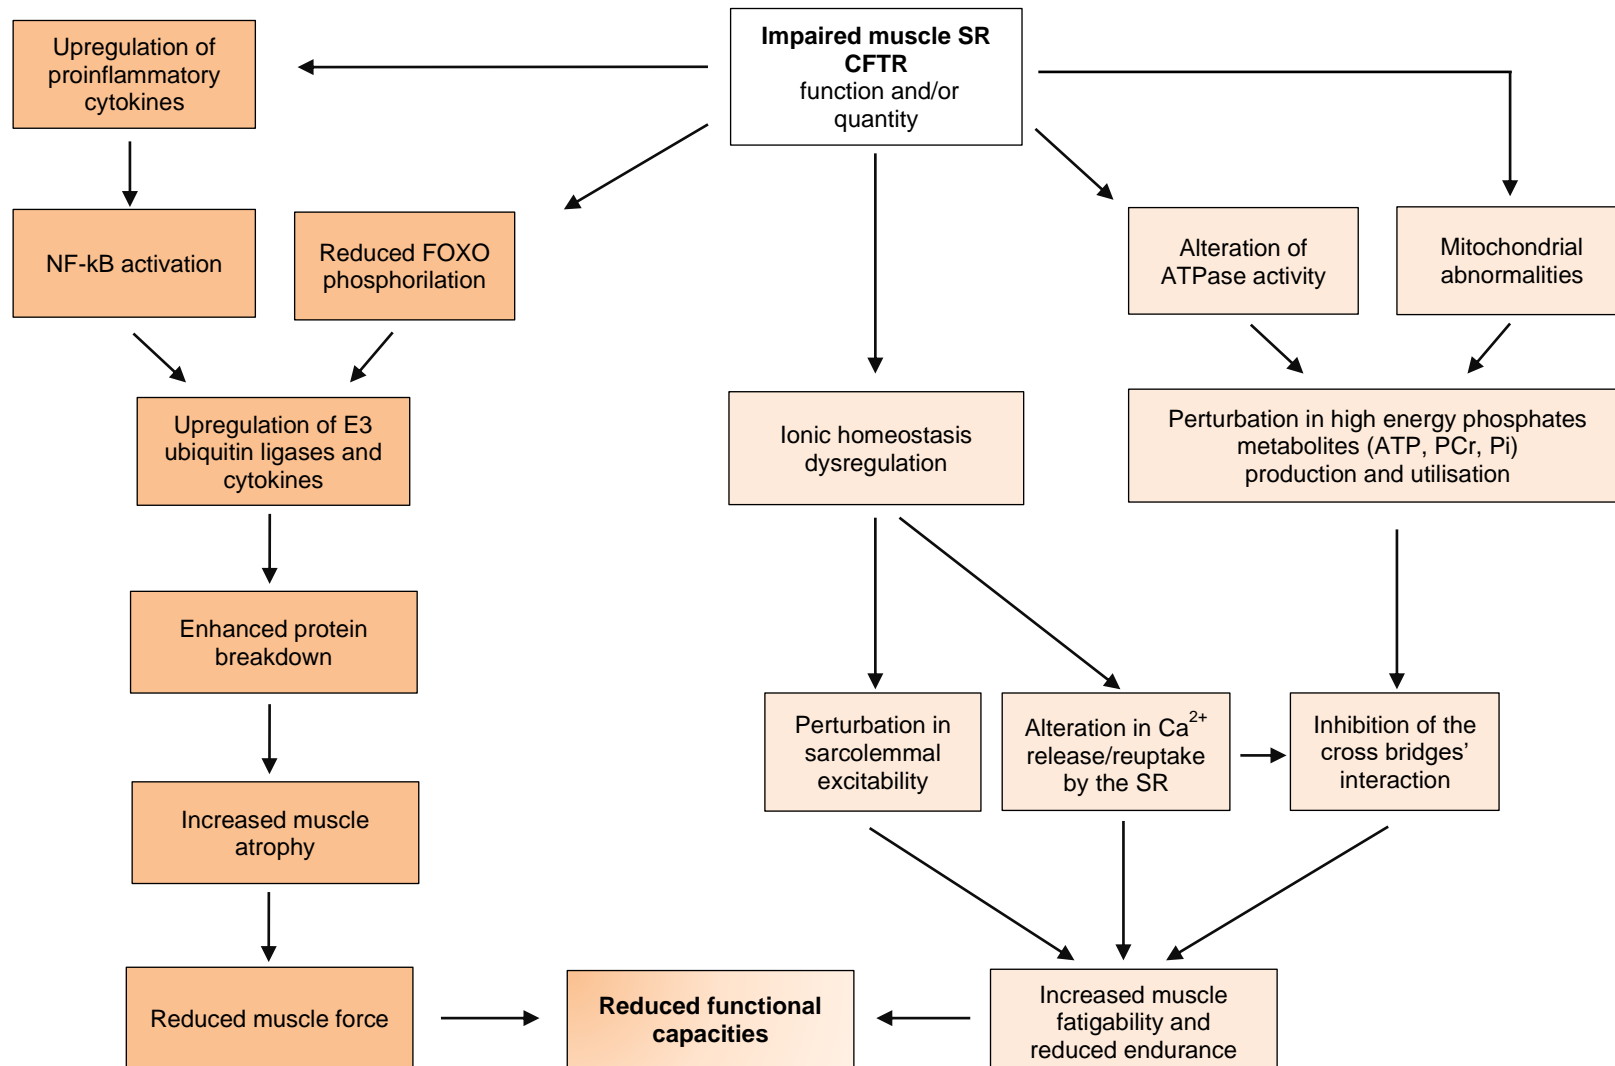 Upregulation of
proinflammatory
cytokines
Impaired muscle SR
CFTR
function and/or
quantity
NF-kB activation
Reduced FOXO
phosphorilation
Alteration of
ATPase activity
Mitochondrial
abnormalities
Upregulation of E3
ubiquitin ligases and
cytokines
Ionic homeostasis
dysregulation
Perturbation in high energy phosphates
metabolites (ATP, PCr, Pi)
production and utilisation
Enhanced protein
breakdown
Perturbation in
sarcolemmal
excitability
Alteration in Ca²⁺
release/reuptake
by the SR
Inhibition of the
cross bridges’
interaction
Increased muscle
atrophy
Reduced muscle force
Reduced functional
capacities
Increased muscle
fatigability and
reduced endurance